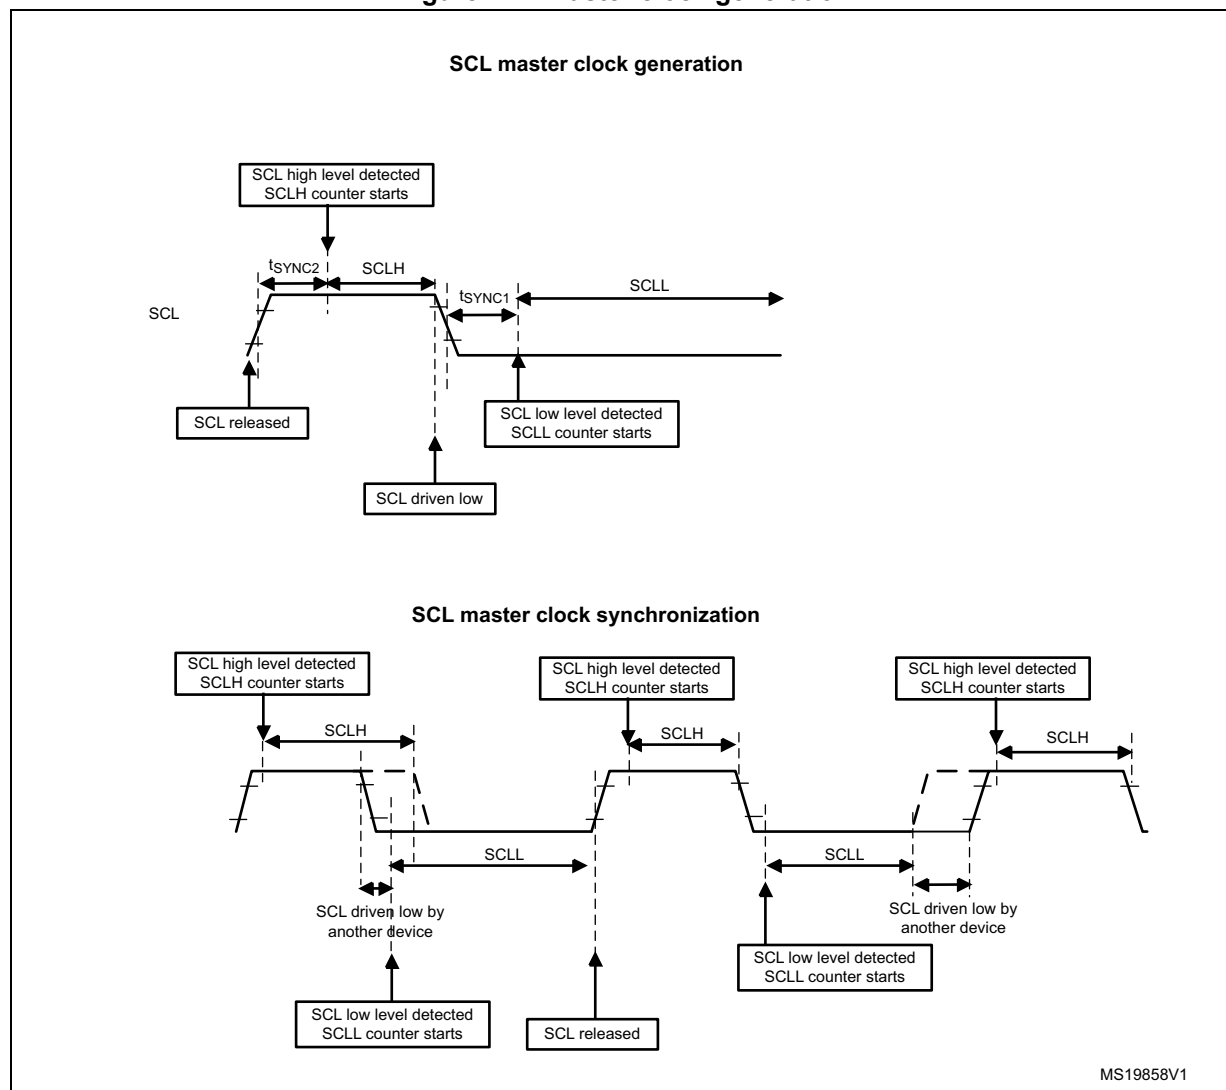 SCL master clock generation
SCL high level detected
SCLH counter starts
tSYNC2
SCLH
tSYNC1
SCLL
SCL
SCL released
SCL low level detected
SCLL counter starts
SCL driven low
SCL master clock synchronization
SCL high level detected
SCLH counter starts
SCL high level detected
SCLH counter starts
SCL high level detected
SCLH counter starts
SCLH
SCLH
SCLH
SCLL
SCLL
SCL driven low by
another device
SCL driven low by
another device
SCL low level detected
SCLL counter starts
SCL low level detected
SCLL counter starts
SCL released
MS19858V1